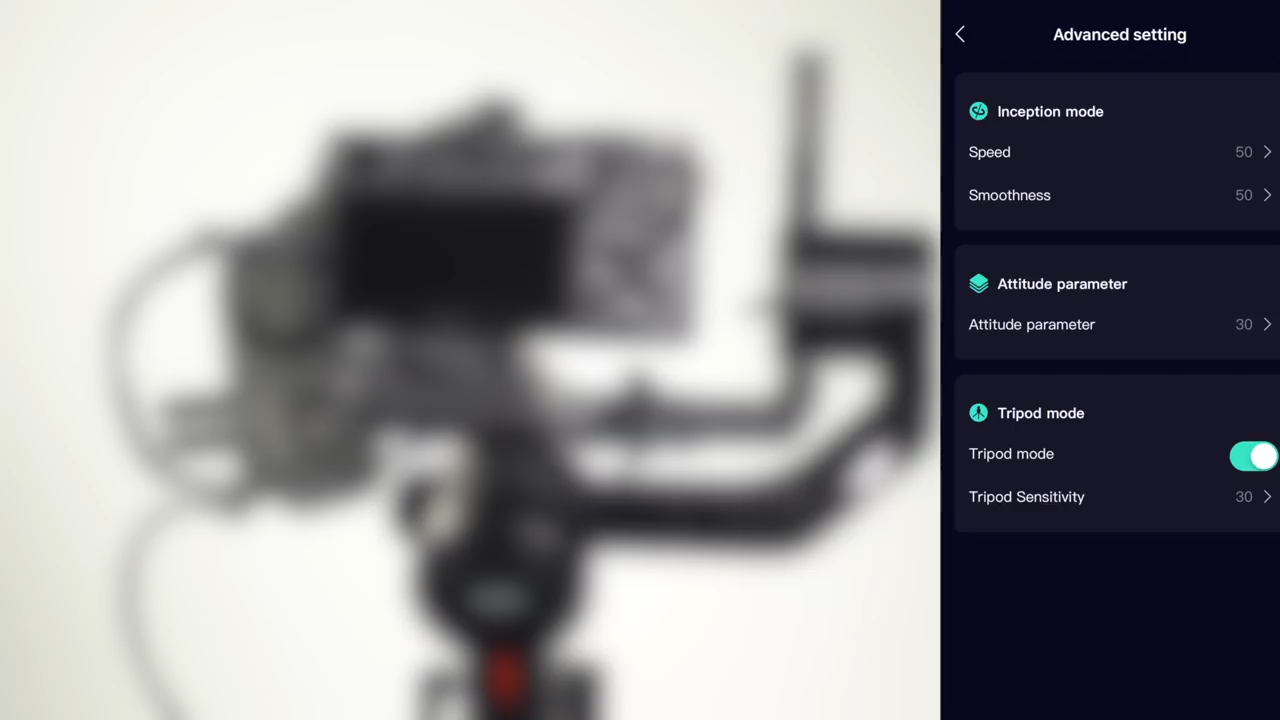 Advanced setting
Inception mode
Speed 50
Smoothness 50
Attitude parameter
Attitude parameter 30
Tripod mode
Tripod mode
Tripod Sensitivity 30